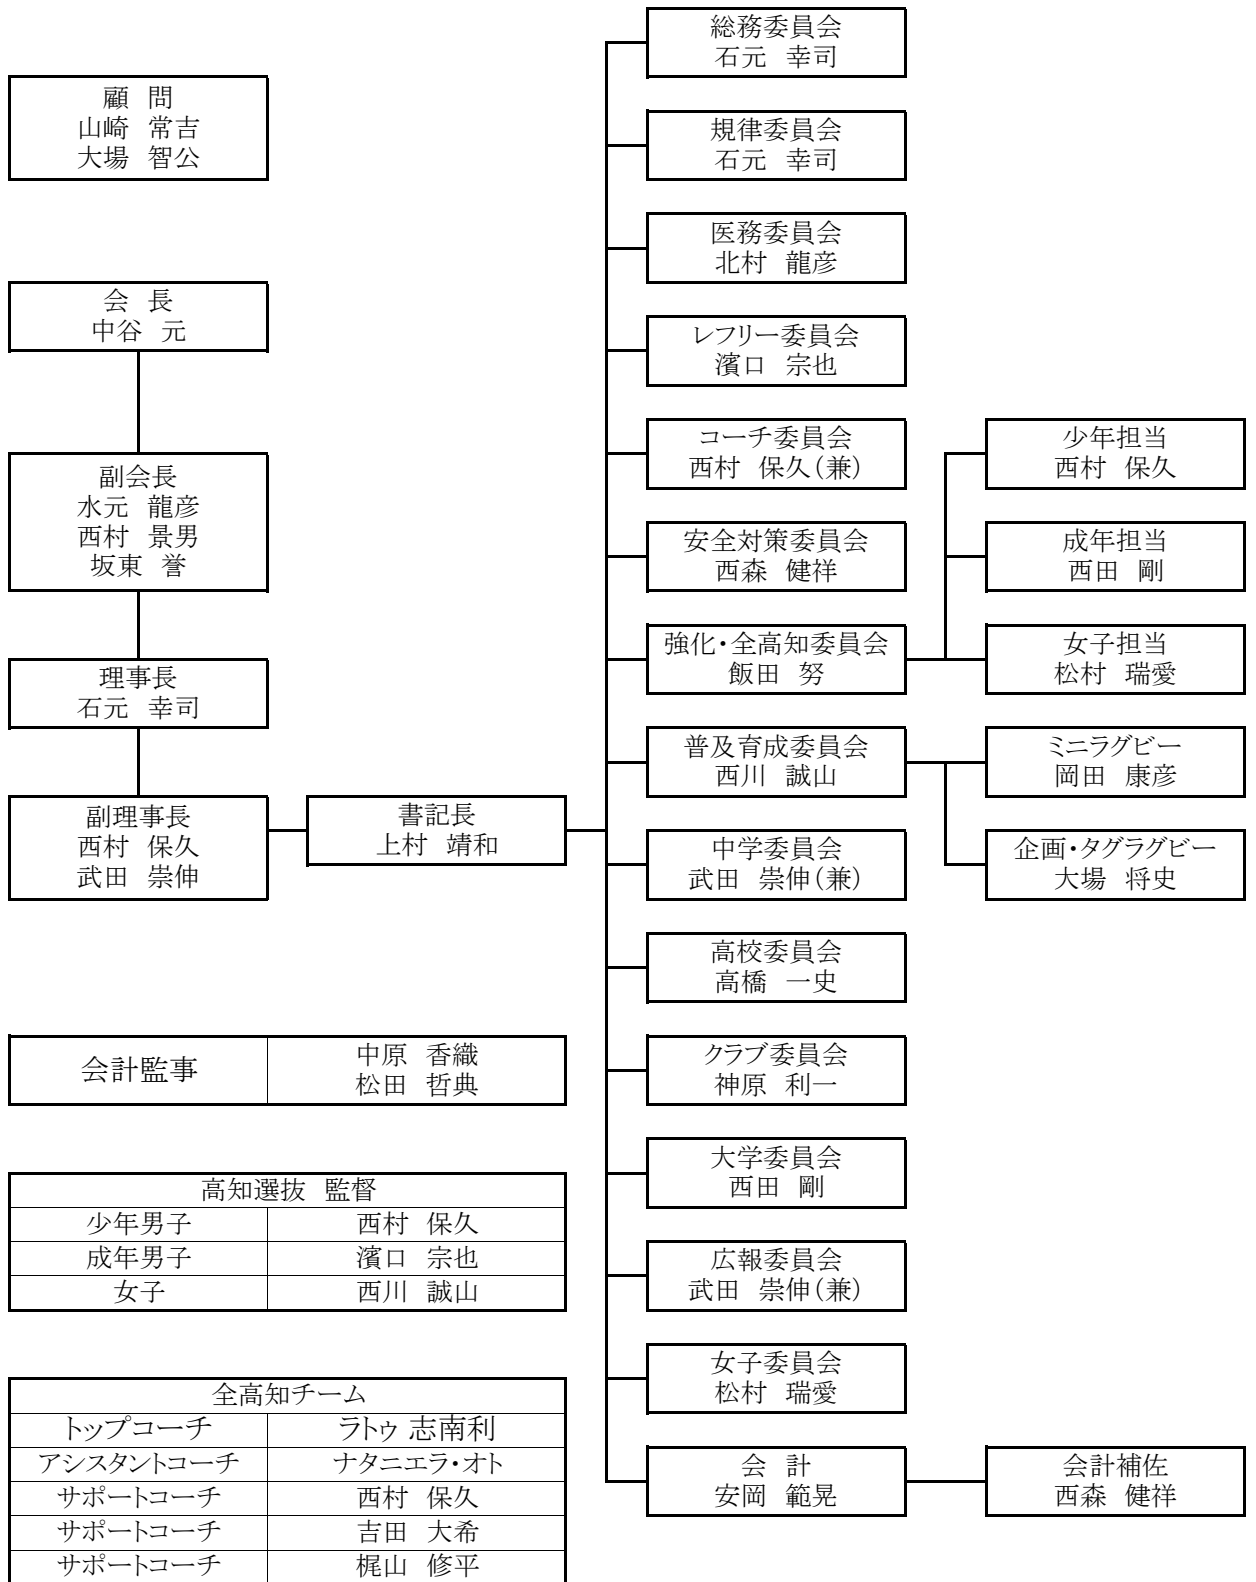 顧　問
山崎　常吉
大場　智公
会　長
中谷　元
副会長
水元　龍彦
西村　景男
坂東　誉
理事長
石元　幸司
副理事長
西村　保久
武田　崇伸
書記長
上村　靖和
総務委員会
石元　幸司
規律委員会
石元　幸司
医務委員会
北村　龍彦
レフリー委員会
濱口　宗也
コーチ委員会
西村　保久（兼）
安全対策委員会
西森　健祥
強化・全高知委員会
飯田　努
少年担当
西村　保久
成年担当
西田　剛
女子担当
松村　瑞愛
普及育成委員会
西川　誠山
ミニラグビー
岡田　康彦
企画・タグラグビー
大場　将史
中学委員会
武田　崇伸（兼）
高校委員会
高橋　一史
クラブ委員会
神原　利一
大学委員会
西田　剛
広報委員会
武田　崇伸（兼）
女子委員会
松村　瑞愛
会　計
安岡　範晃
会計補佐
西森　健祥
会計監事
中原　香織
松田　哲典
高知選抜　監督
少年男子　西村　保久
成年男子　濱口　宗也
女子　西川　誠山
全高知チーム
トップコーチ　ラトゥ 志南利
アシスタントコーチ　ナタニエラ・オト
サポートコーチ　西村　保久
サポートコーチ　吉田　大希
サポートコーチ　梶山　修平